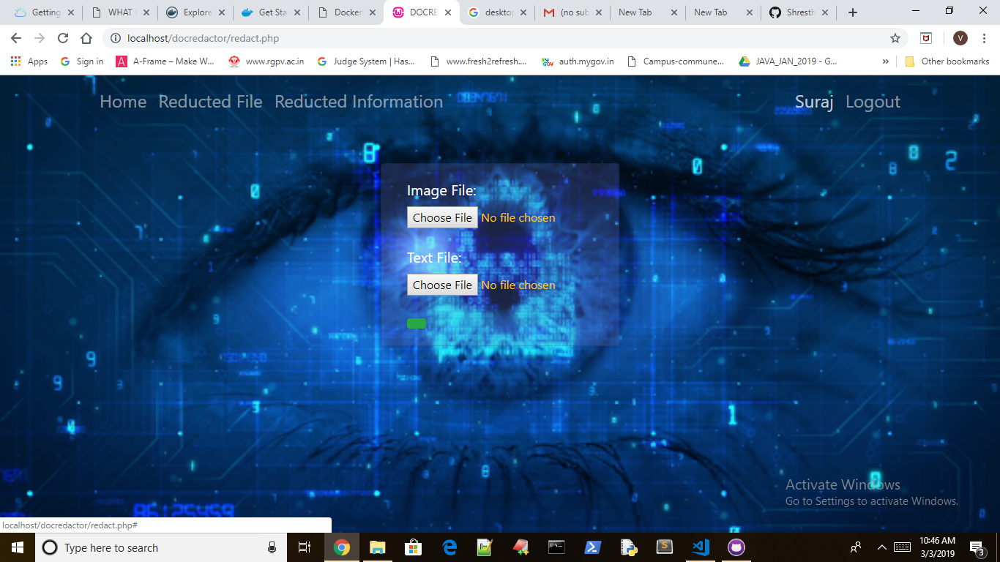 Getting
WHAT I
Explore
Get Sta
Docker
DOCRE
desktop
(no sub
New Tab
New Tab
Shresth
localhost/docredactor/redact.php
V
Apps
Sign in
A-Frame – Make W...
www.rgpv.ac.in
Judge System | Has...
www.fresh2refresh....
auth.mygov.in
Campus-commune...
JAVA_JAN_2019 - G...
»
Other bookmarks
Home Reducted File Reducted Information
Suraj Logout
Image File:
Choose File No file chosen
Text File:
Choose File No file chosen
86125459
Activate Windows
Go to Settings to activate Windows.
localhost/docredactor/redact.php#
Type here to search
10:46 AM
3/3/2019
3